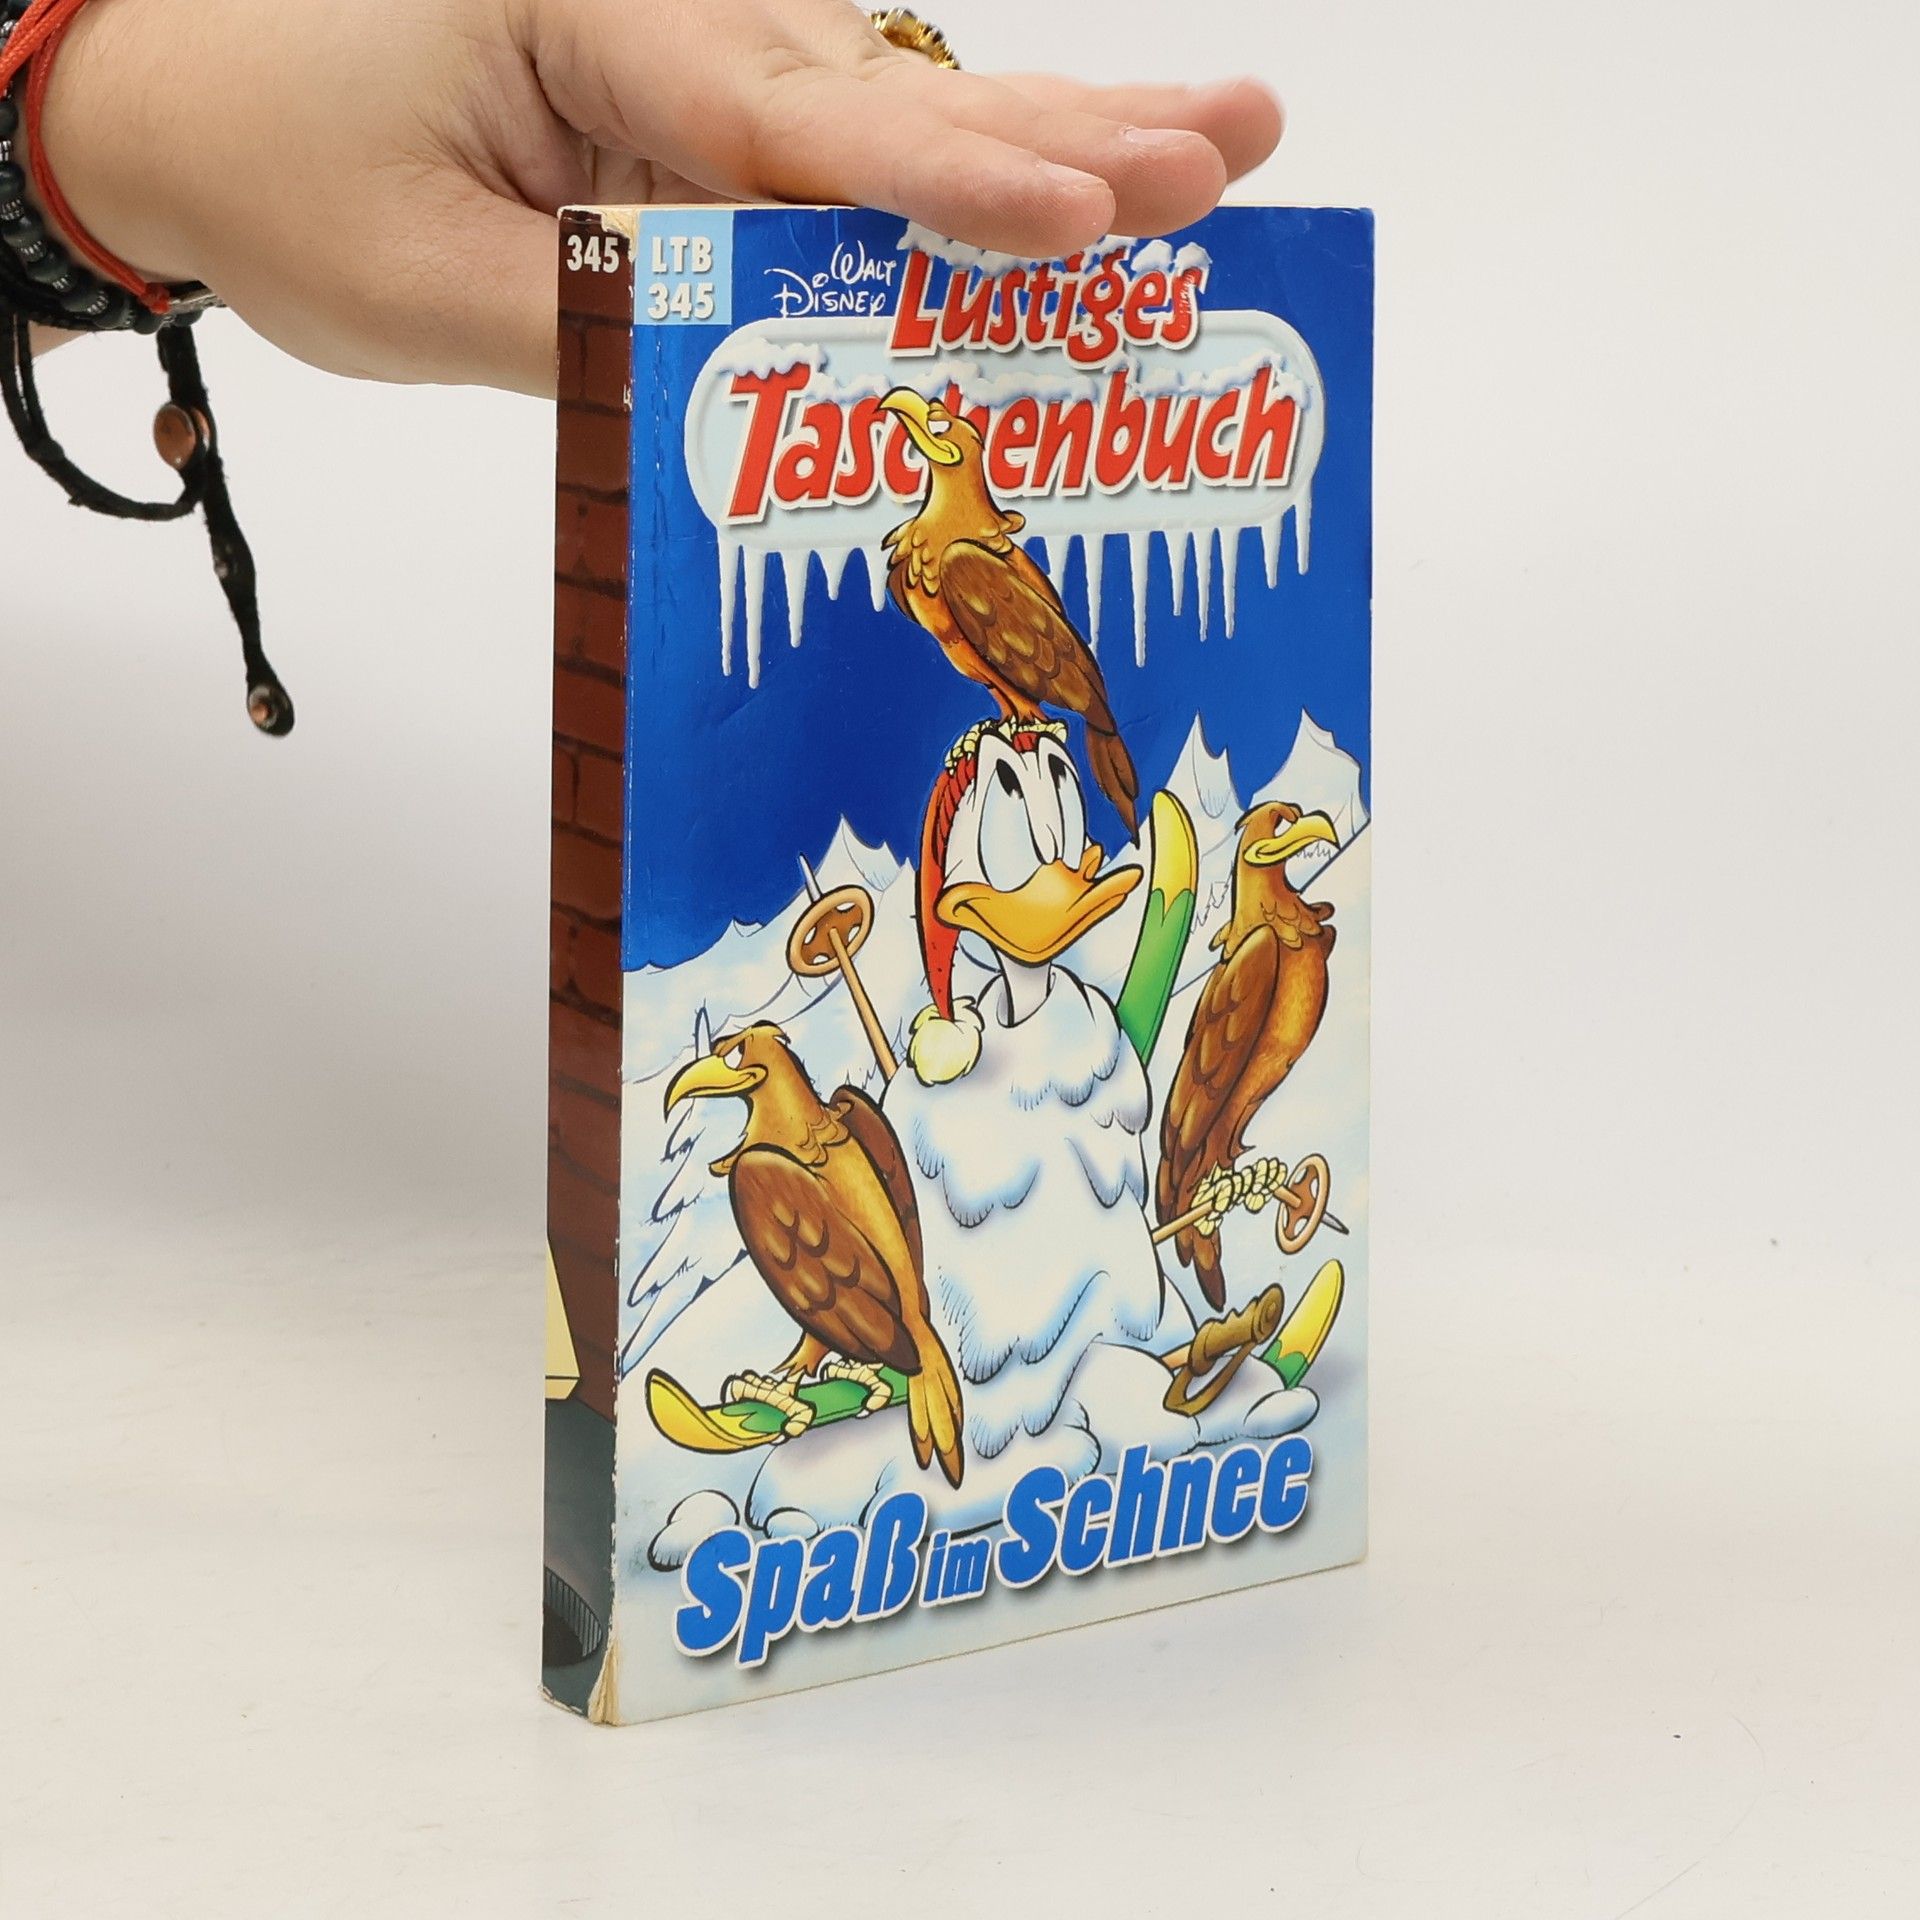 345
LTB
345
WALT
DISNEY
Lustiges
Taschenbuch
Spaß im Schnee